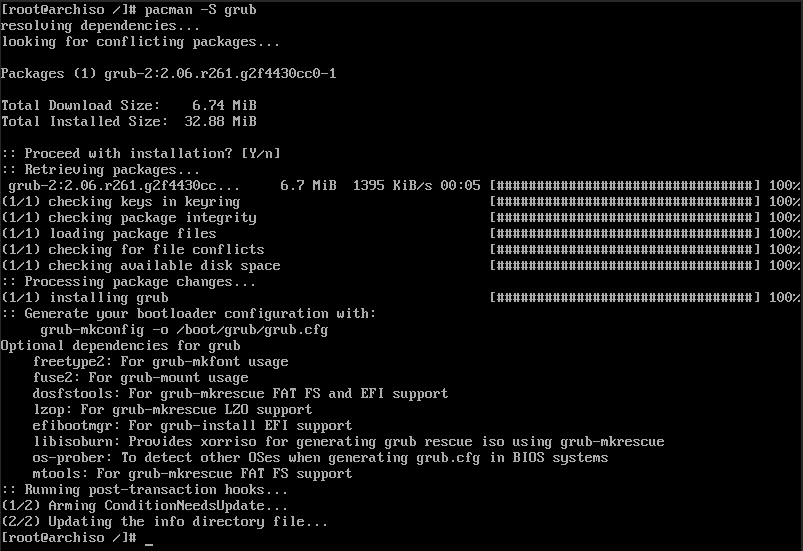 [root@archiso /]# pacman -S grub
resolving dependencies...
looking for conflicting packages...
Packages (1) grub-2:2.06.r261.g2f4430cc0-1
Total Download Size:    6.74 MiB
Total Installed Size:  32.88 MiB
:: Proceed with installation? [Y/n]
:: Retrieving packages...
 grub-2:2.06.r261.g2f4430cc...     6.7 MiB  1395 KiB/s 00:05 [################################] 100%
(1/1) checking keys in keyring                               [################################] 100%
(1/1) checking package integrity                             [################################] 100%
(1/1) loading package files                                  [################################] 100%
(1/1) checking for file conflicts                            [################################] 100%
(1/1) checking available disk space                          [################################] 100%
:: Processing package changes...
(1/1) installing grub                                        [################################] 100%
:: Generate your bootloader configuration with:
     grub-mkconfig -o /boot/grub/grub.cfg
Optional dependencies for grub
    freetype2: For grub-mkfont usage
    fuse2: For grub-mount usage
    dosfstools: For grub-mkrescue FAT FS and EFI support
    lzop: For grub-mkrescue LZO support
    efibootmgr: For grub-install EFI support
    libisoburn: Provides xorriso for generating grub rescue iso using grub-mkrescue
    os-prober: To detect other OSes when generating grub.cfg in BIOS systems
    mtools: For grub-mkrescue FAT FS support
:: Running post-transaction hooks...
(1/2) Arming ConditionNeedsUpdate...
(2/2) Updating the info directory file...
[root@archiso /]# _